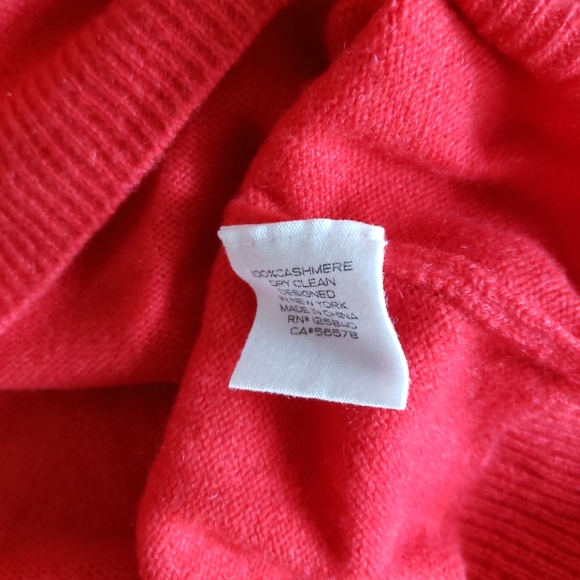 100%CASHMERE
DRY CLEAN
DESIGNED
IN NEW YORK
MADE IN CHINA
RN# 125840
CA#56578